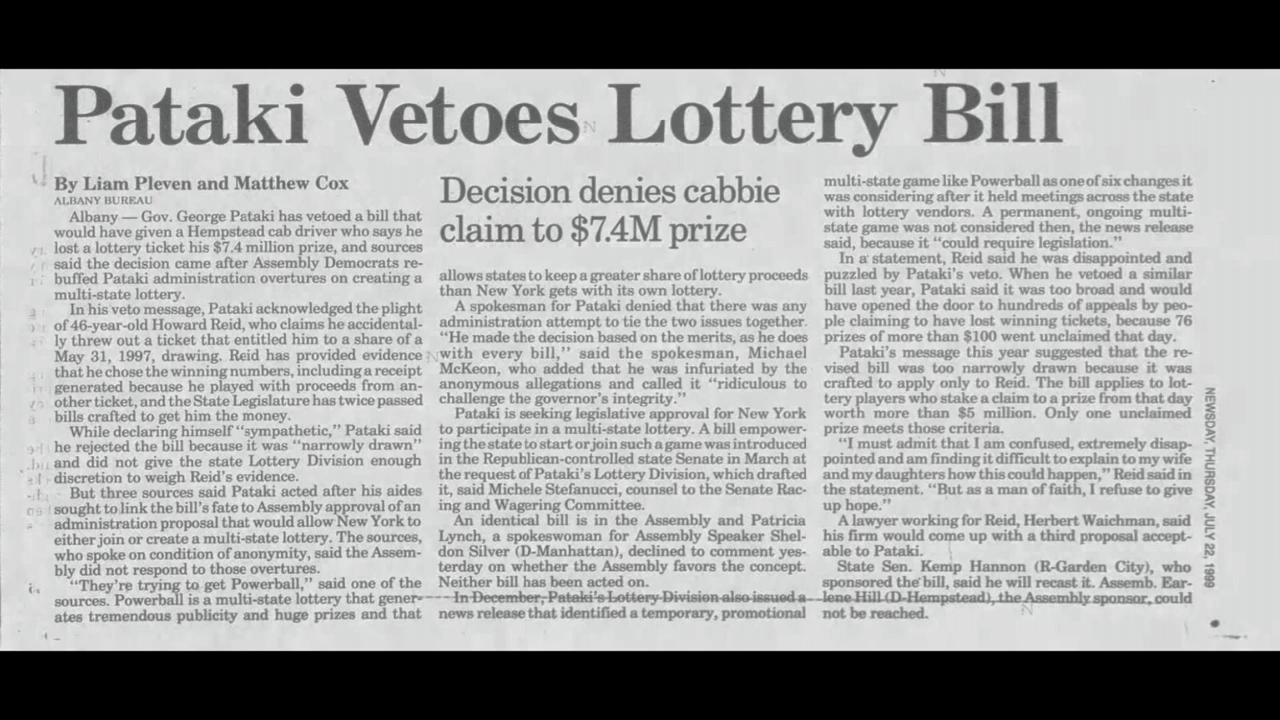 Pataki Vetoes Lottery Bill
By Liam Pleven and Matthew Cox
ALBANY BUREAU
Albany — Gov. George Pataki has vetoed a bill that
would have given a Hempstead cab driver who says he
lost a lottery ticket his $7.4 million prize, and sources
said the decision came after Assembly Democrats re-
buffed Pataki administration overtures on creating a
multi-state lottery.
In his veto message, Pataki acknowledged the plight
of 46-year-old Howard Reid, who claims he accidental-
ly threw out a ticket that entitled him to a share of a
May 31, 1997, drawing. Reid has provided evidence
that he chose the winning numbers, including a receipt
generated because he played with proceeds from an-
other ticket, and the State Legislature has twice passed
bills crafted to get him the money.
While declaring himself "sympathetic," Pataki said
he rejected the bill because it was "narrowly drawn"
and did not give the state Lottery Division enough
discretion to weigh Reid's evidence.
But three sources said Pataki acted after his aides
sought to link the bill's fate to Assembly approval of an
administration proposal that would allow New York to
either join or create a multi-state lottery. The sources,
who spoke on condition of anonymity, said the Assem-
bly did not respond to those overtures.
"They're trying to get Powerball," said one of the
sources. Powerball is a multi-state lottery that gener-
ates tremendous publicity and huge prizes and that
Decision denies cabbie
claim to $7.4M prize
allows states to keep a greater share of lottery proceeds
than New York gets with its own lottery.
A spokesman for Pataki denied that there was any
administration attempt to tie the two issues together.
"He made the decision based on the merits, as he does
with every bill," said the spokesman, Michael
McKeon, who added that he was infuriated by the
anonymous allegations and called it "ridiculous to
challenge the governor's integrity."
Pataki is seeking legislative approval for New York
to participate in a multi-state lottery. A bill empower-
ing the state to start or join such a game was introduced
in the Republican-controlled state Senate in March at
the request of Pataki's Lottery Division, which drafted
it, said Michele Stefanucci, counsel to the Senate Rac-
ing and Wagering Committee.
An identical bill is in the Assembly and Patricia
Lynch, a spokeswoman for Assembly Speaker Shel-
don Silver (D-Manhattan), declined to comment yes-
terday on whether the Assembly favors the concept.
Neither bill has been acted on.
In December, Pataki's Lottery Division also issued a
news release that identified a temporary, promotional
multi-state game like Powerball as one of six changes it
was considering after it held meetings across the state
with lottery vendors. A permanent, ongoing multi-
state game was not considered then, the news release
said, because it "could require legislation."
In a statement, Reid said he was disappointed and
puzzled by Pataki's veto. When he vetoed a similar
bill last year, Pataki said it was too broad and would
have opened the door to hundreds of appeals by peo-
ple claiming to have lost winning tickets, because 76
prizes of more than $100 went unclaimed that day.
Pataki's message this year suggested that the re-
vised bill was too narrowly drawn because it was
crafted to apply only to Reid. The bill applies to lot-
tery players who stake a claim to a prize from that day
worth more than $5 million. Only one unclaimed
prize meets those criteria.
"I must admit that I am confused, extremely disap-
pointed and am finding it difficult to explain to my wife
and my daughters how this could happen," Reid said in
the statement. "But as a man of faith, I refuse to give
up hope."
A lawyer working for Reid, Herbert Waichman, said
his firm would come up with a third proposal accept-
able to Pataki.
State Sen. Kemp Hannon (R-Garden City), who
sponsored the bill, said he will recast it. Assemb. Ear-
lene Hill (D-Hempstead), the Assembly sponsor, could
not be reached.
NEWSDAY, THURSDAY, JULY 22, 1999